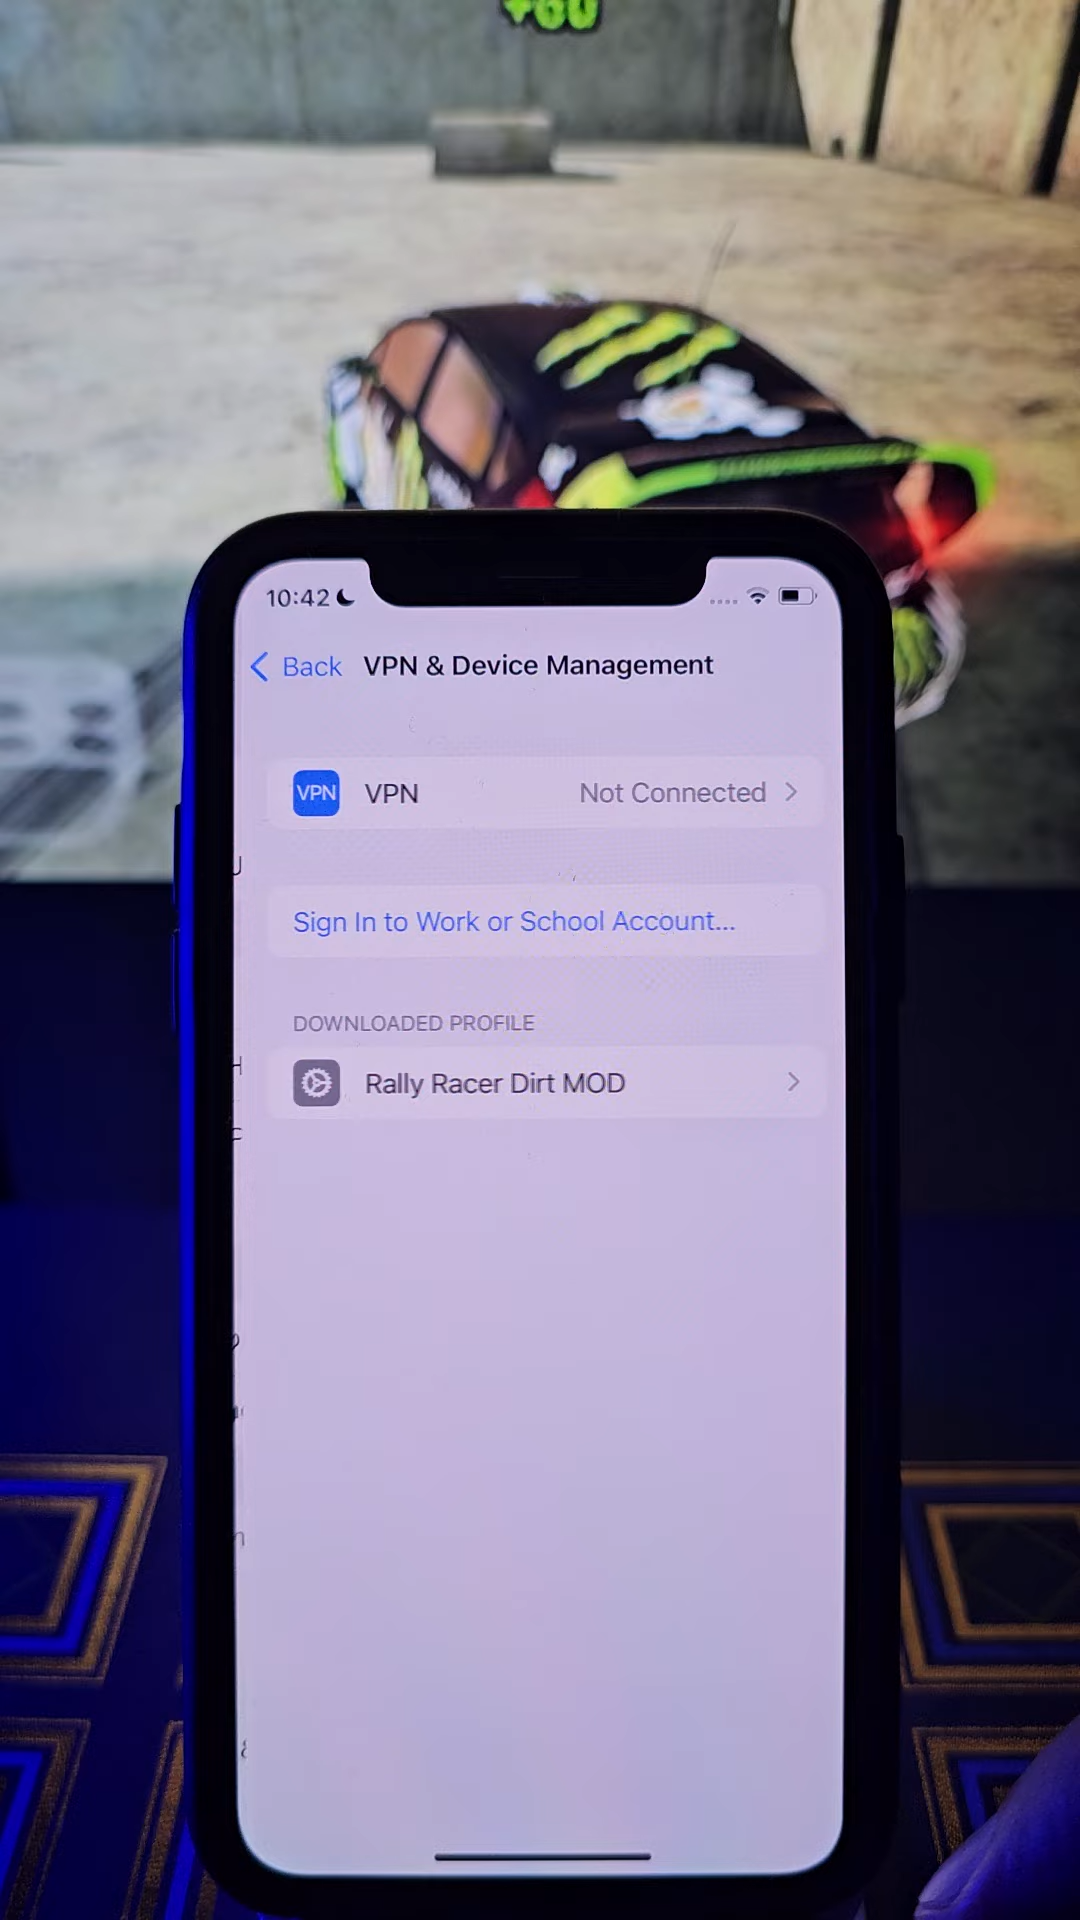 +60
10:42
Back VPN & Device Management
VPN VPN Not Connected
Sign In to Work or School Account...
DOWNLOADED PROFILE
Rally Racer Dirt MOD